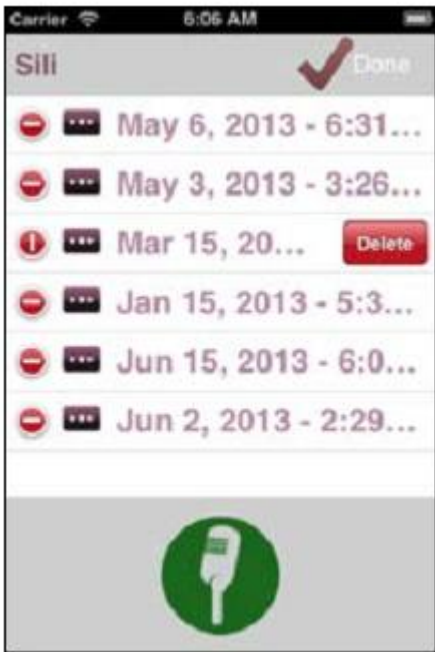 Carrier 6:06 AM
Sili Done
May 6, 2013 - 6:31...
May 3, 2013 - 3:26...
Mar 15, 20... Delete
Jan 15, 2013 - 5:3...
Jun 15, 2013 - 6:0...
Jun 2, 2013 - 2:29...